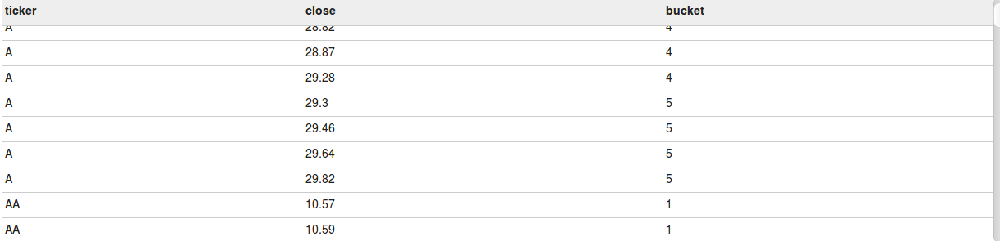 ticker close bucket
A 28.82 4
A 28.87 4
A 29.28 4
A 29.3 5
A 29.46 5
A 29.64 5
A 29.82 5
AA 10.57 1
AA 10.59 1